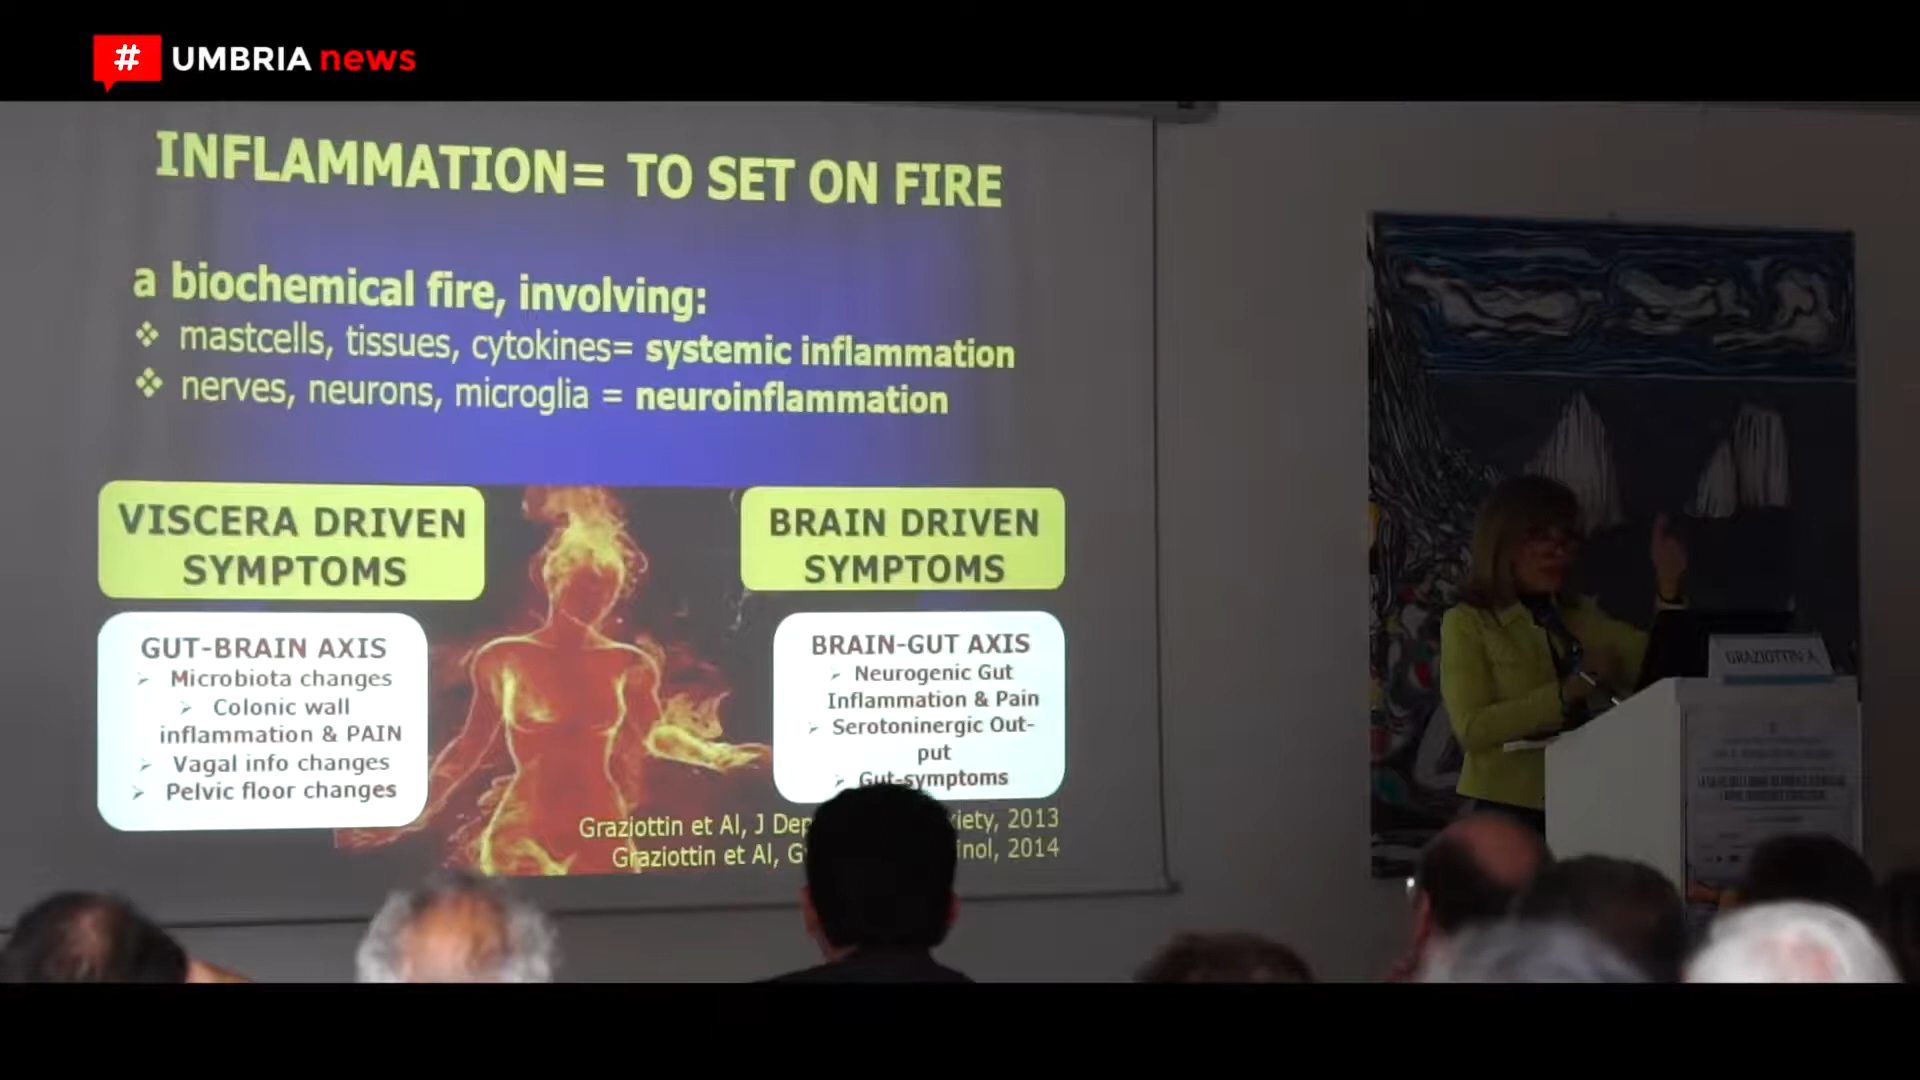 # UMBRIA news
INFLAMMATION= TO SET ON FIRE
a biochemical fire, involving:
❖ mastcells, tissues, cytokines= systemic inflammation
❖ nerves, neurons, microglia = neuroinflammation
VISCERA DRIVEN
SYMPTOMS
GUT-BRAIN AXIS
➢ Microbiota changes
➢ Colonic wall
inflammation & PAIN
➢ Vagal info changes
➢ Pelvic floor changes
BRAIN DRIVEN
SYMPTOMS
BRAIN-GUT AXIS
➢ Neurogenic Gut
Inflammation & Pain
➢ Serotoninergic Out-
put
➢ Gut-symptoms
Graziottin et Al, J Dep xiety, 2013
Graziottin et Al, G inol, 2014
GRAZIOTTIN A.